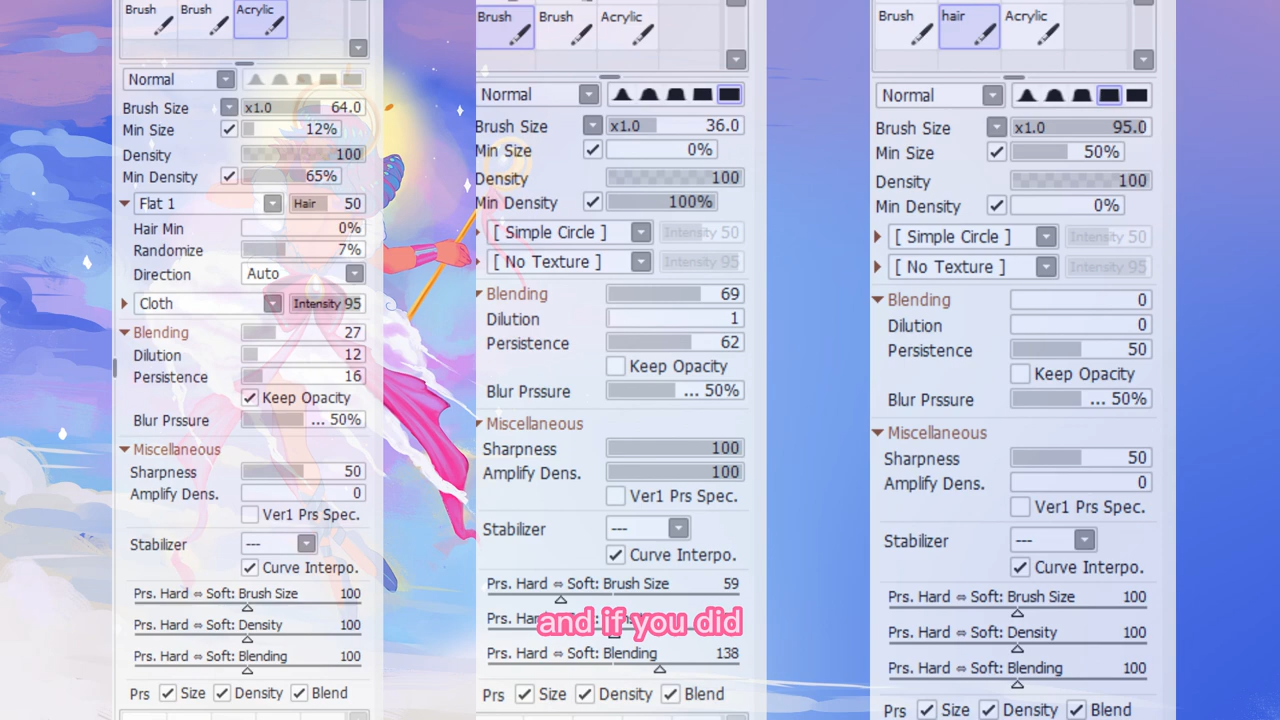 Brush Brush Acrylic
Normal
Brush Size x1.0 64.0
Min Size 12%
Density 100
Min Density 65%
Flat 1 Hair 50
Hair Min 0%
Randomize 7%
Direction Auto
Cloth Intensity 95
Blending 27
Dilution 12
Persistence 16
Keep Opacity
Blur Prssure ... 50%
Miscellaneous
Sharpness 50
Amplify Dens. 0
Ver1 Prs Spec.
Stabilizer ---
Curve Interpo.
Prs. Hard ⇔ Soft: Brush Size 100
Prs. Hard ⇔ Soft: Density 100
Prs. Hard ⇔ Soft: Blending 100
Prs Size Density Blend
Brush Brush Acrylic
Normal
Brush Size x1.0 36.0
Min Size 0%
Density 100
Min Density 100%
[ Simple Circle ] Intensity 50
[ No Texture ] Intensity 95
Blending 69
Dilution 1
Persistence 62
Keep Opacity
Blur Prssure ... 50%
Miscellaneous
Sharpness 100
Amplify Dens. 100
Ver1 Prs Spec.
Stabilizer ---
Curve Interpo.
Prs. Hard ⇔ Soft: Brush Size 59
and if you did
Prs. Hard ⇔ Soft: Blending 138
Prs Size Density Blend
Brush hair Acrylic
Normal
Brush Size x1.0 95.0
Min Size 50%
Density 100
Min Density 0%
[ Simple Circle ] Intensity 50
[ No Texture ] Intensity 95
Blending 0
Dilution 0
Persistence 50
Keep Opacity
Blur Prssure ... 50%
Miscellaneous
Sharpness 50
Amplify Dens. 0
Ver1 Prs Spec.
Stabilizer ---
Curve Interpo.
Prs. Hard ⇔ Soft: Brush Size 100
Prs. Hard ⇔ Soft: Density 100
Prs. Hard ⇔ Soft: Blending 100
Prs Size Density Blend